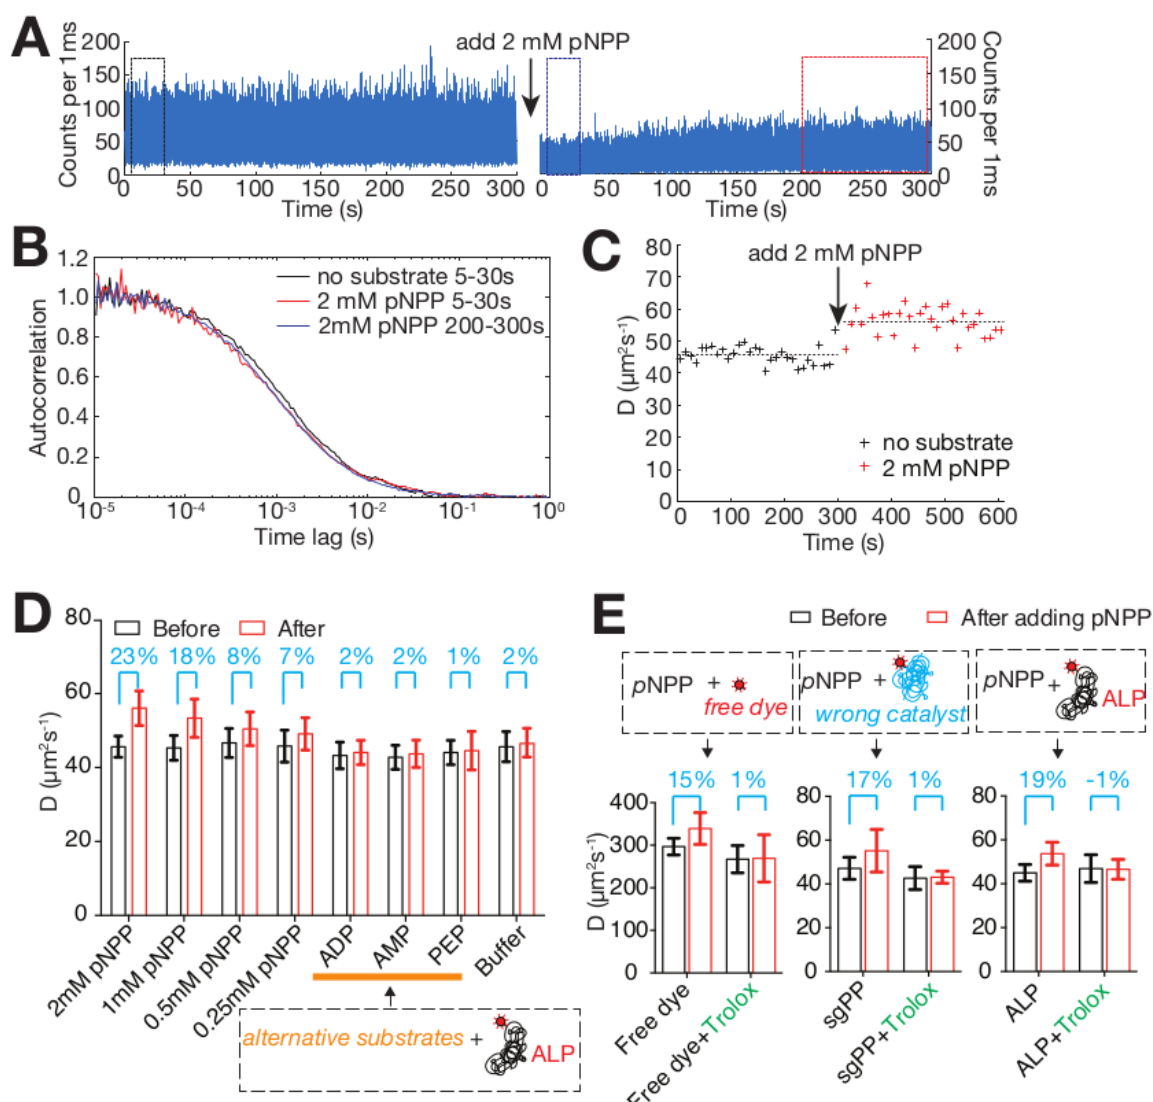 A
200
150
100
50
0
Counts per 1ms
0 50 100 150 200 250 300
Time (s)
add 2 mM pNPP
200
150
100
50
0
Counts per 1ms
0 50 100 150 200 250 300
Time (s)
B
1.2
1.0
0.8
0.6
0.4
0.2
0
Autocorrelation
no substrate 5-30s
2 mM pNPP 5-30s
2mM pNPP 200-300s
10⁻⁵ 10⁻⁴ 10⁻³ 10⁻² 10⁻¹ 10⁰
Time lag (s)
C
80
70
60
50
40
30
20
10
0
D (µm²s⁻¹)
add 2 mM pNPP
no substrate
2 mM pNPP
0 100 200 300 400 500 600
Time (s)
D
80
60
40
20
0
D (µm²s⁻¹)
Before After
23% 18% 8% 7% 2% 2% 1% 2%
2mM pNPP
1mM pNPP
0.5mM pNPP
0.25mM pNPP
ADP
AMP
PEP
Buffer
alternative substrates + ALP
E
Before After adding pNPP
pNPP +
free dye
pNPP +
wrong catalyst
pNPP + ALP
400
300
200
100
0
D (µm²s⁻¹)
15% 1%
Free dye
Free dye+Trolox
80
60
40
20
0
17% 1%
sgPP
sgPP+Trolox
80
60
40
20
0
19% -1%
ALP
ALP+Trolox